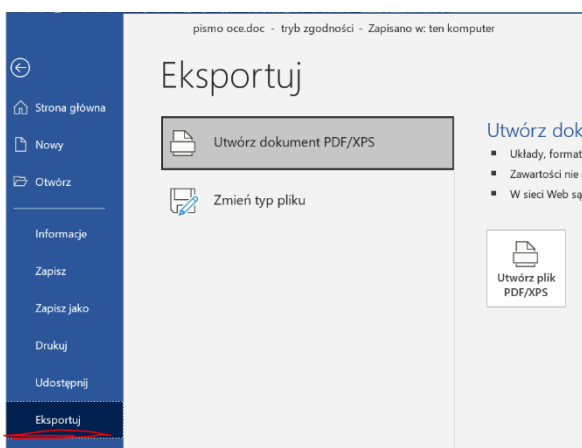 pismo oce.doc - tryb zgodności - Zapisano w: ten komputer
Eksportuj
Strona główna
Nowy
Otwórz
Informacje
Zapisz
Zapisz jako
Drukuj
Udostępnij
Eksportuj
Utwórz dokument PDF/XPS
Zmień typ pliku
Utwórz dok
Układy, format
Zawartości nie
W sieci Web są
Utwórz plik
PDF/XPS